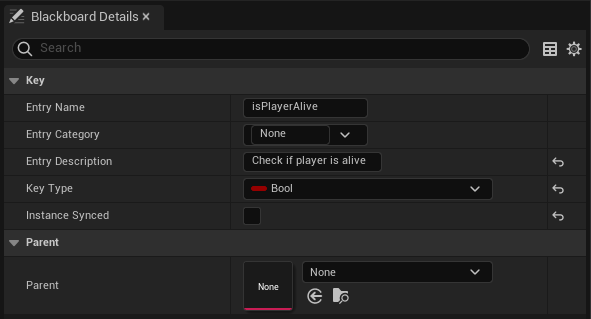 Blackboard Details
Search
Key
Entry Name isPlayerAlive
Entry Category None
Entry Description Check if player is alive
Key Type Bool
Instance Synced
Parent
Parent None None